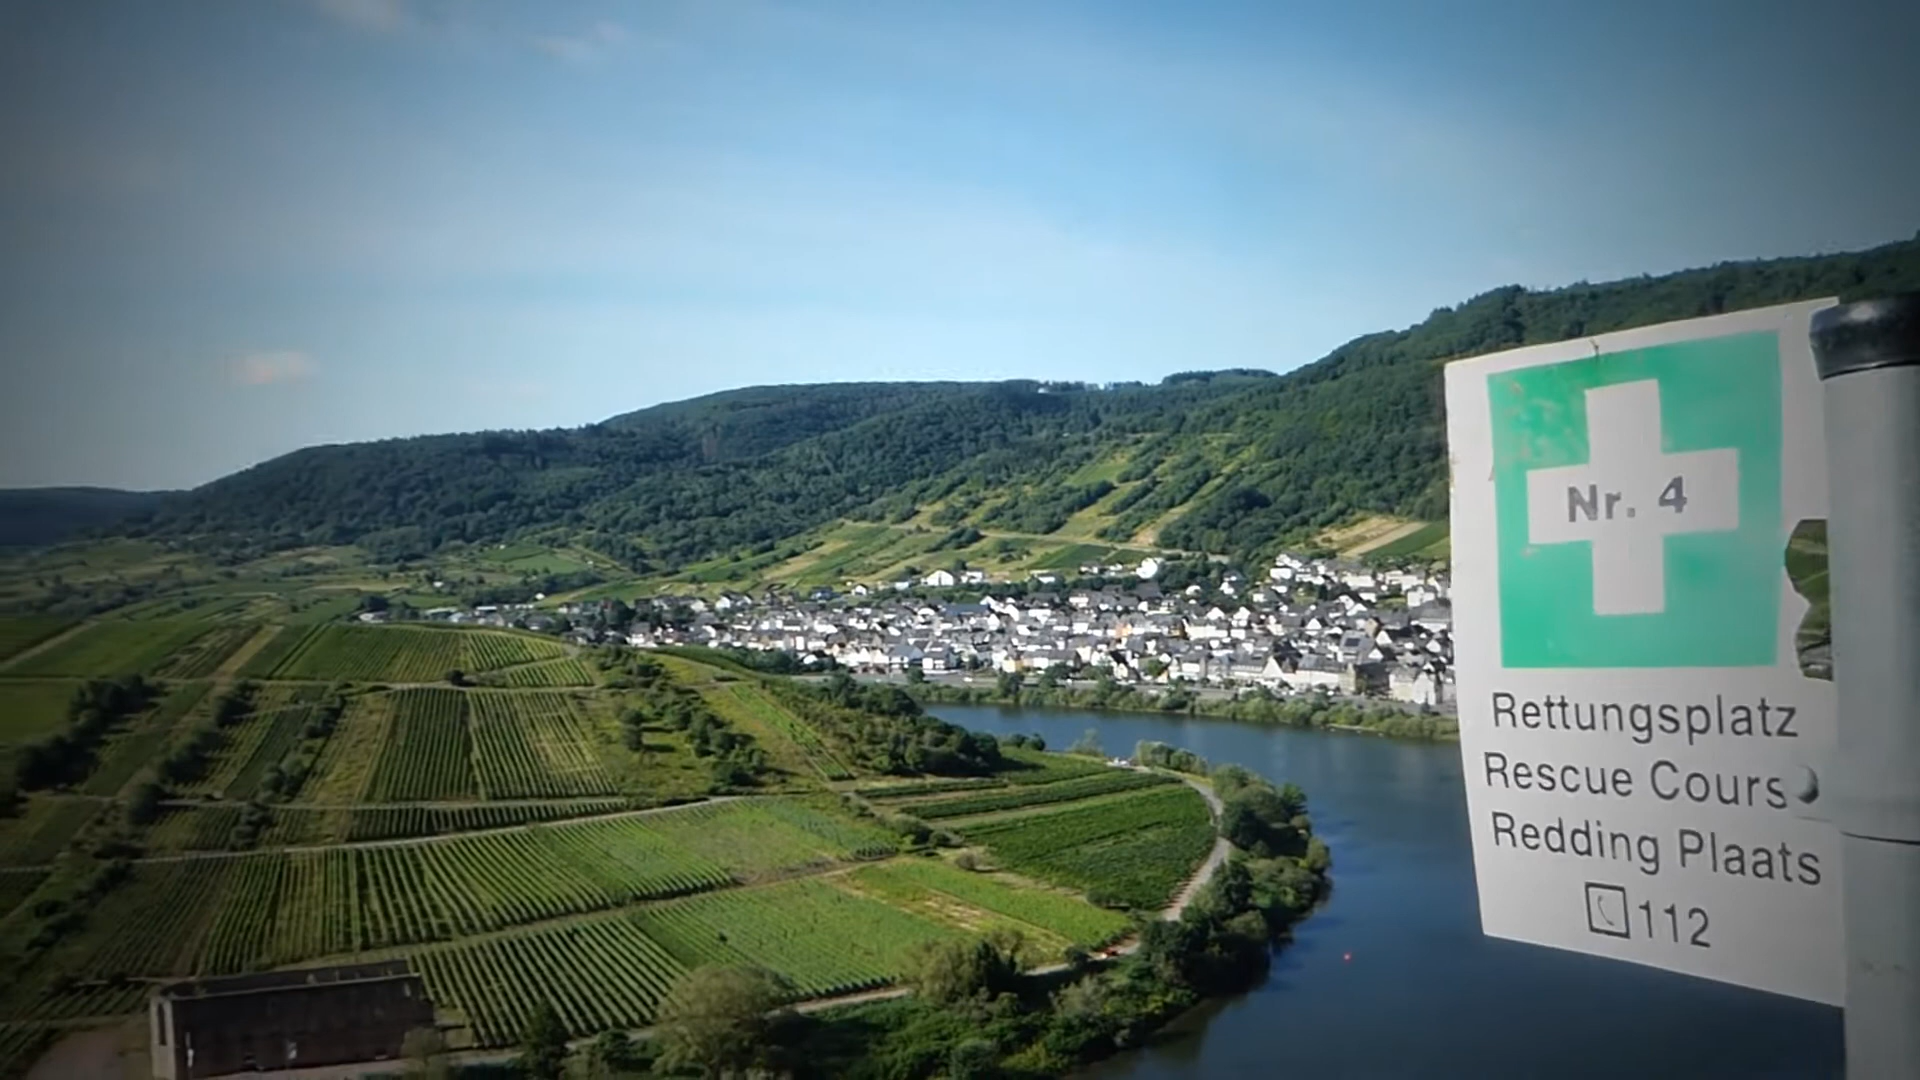 Nr. 4
Rettungsplatz
Rescue Cours
Redding Plaats
112